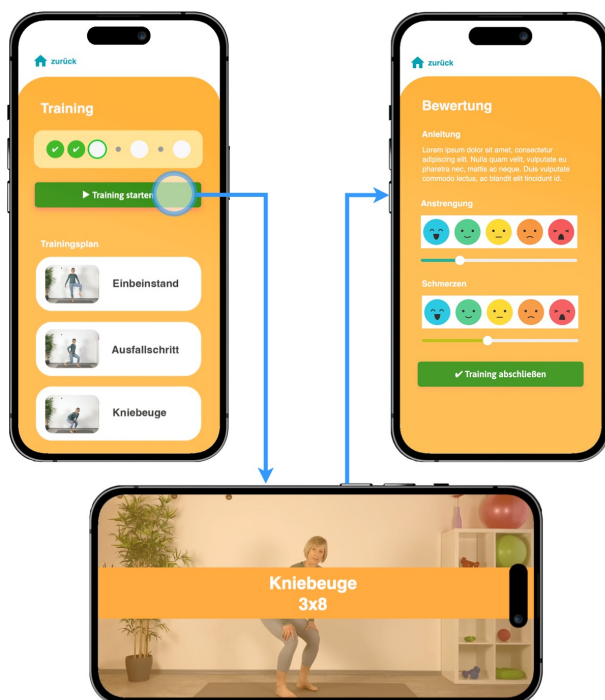 zurück
Training
Training starten
Trainingsplan
Einbeinstand
Ausfallschritt
Kniebeuge
zurück
Bewertung
Anleitung
Lorem ipsum dolor sit amet, consectetur
adipiscing elit. Nulla quam velit, vulputate eu
pharetra nec, mattis ac neque. Duis vulputate
commodo lectus, ac blandit elit tincidunt id.
Anstrengung
Schmerzen
✔ Training abschließen
Kniebeuge
3x8